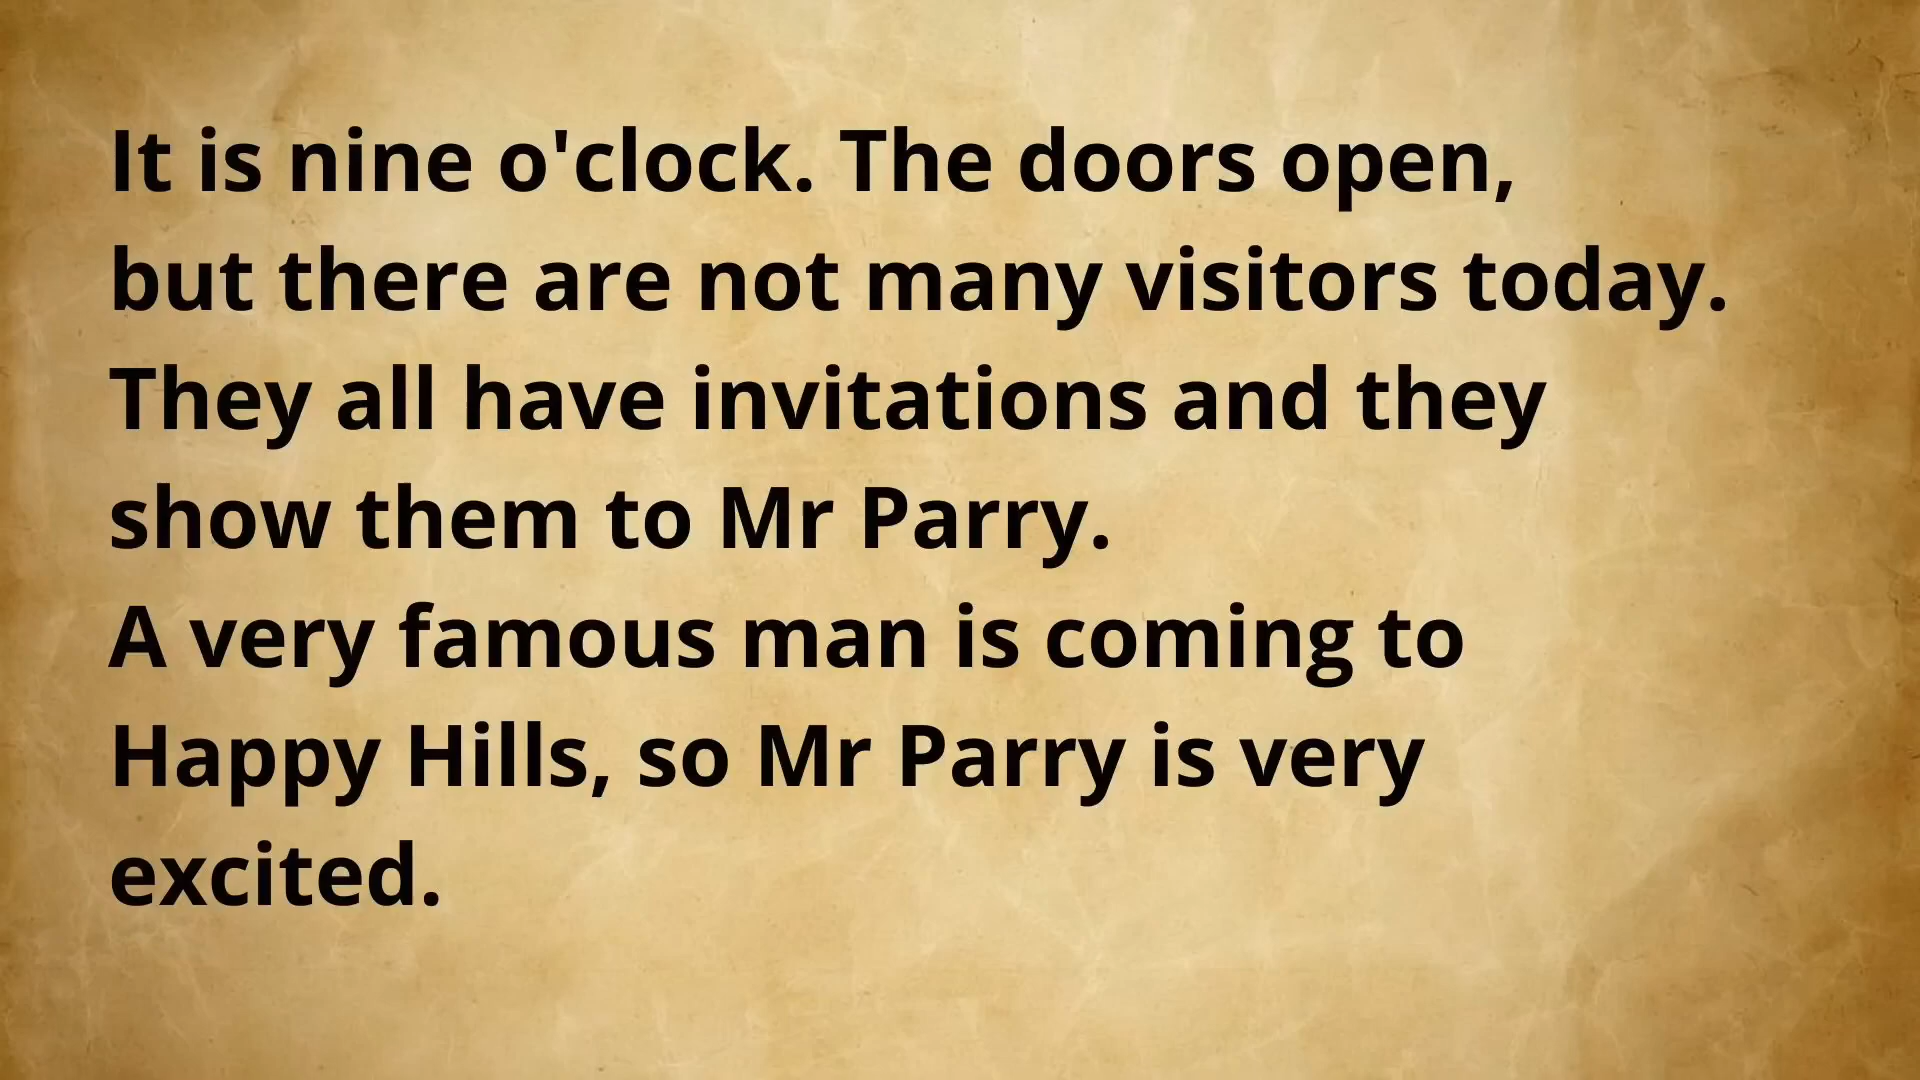 It is nine o'clock. The doors open,
but there are not many visitors today.
They all have invitations and they
show them to Mr Parry.
A very famous man is coming to
Happy Hills, so Mr Parry is very
excited.